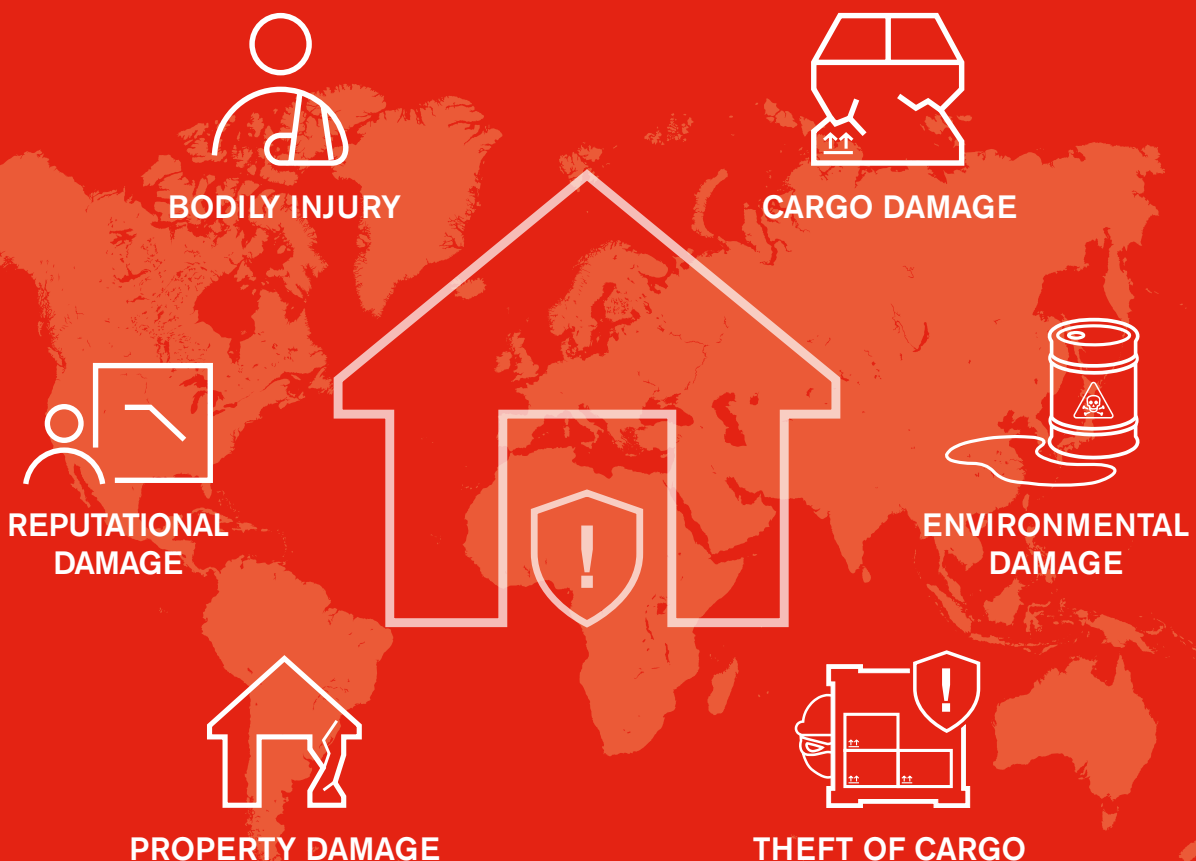 BODILY INJURY
CARGO DAMAGE
REPUTATIONAL
DAMAGE
ENVIRONMENTAL
DAMAGE
!
!
PROPERTY DAMAGE
THEFT OF CARGO